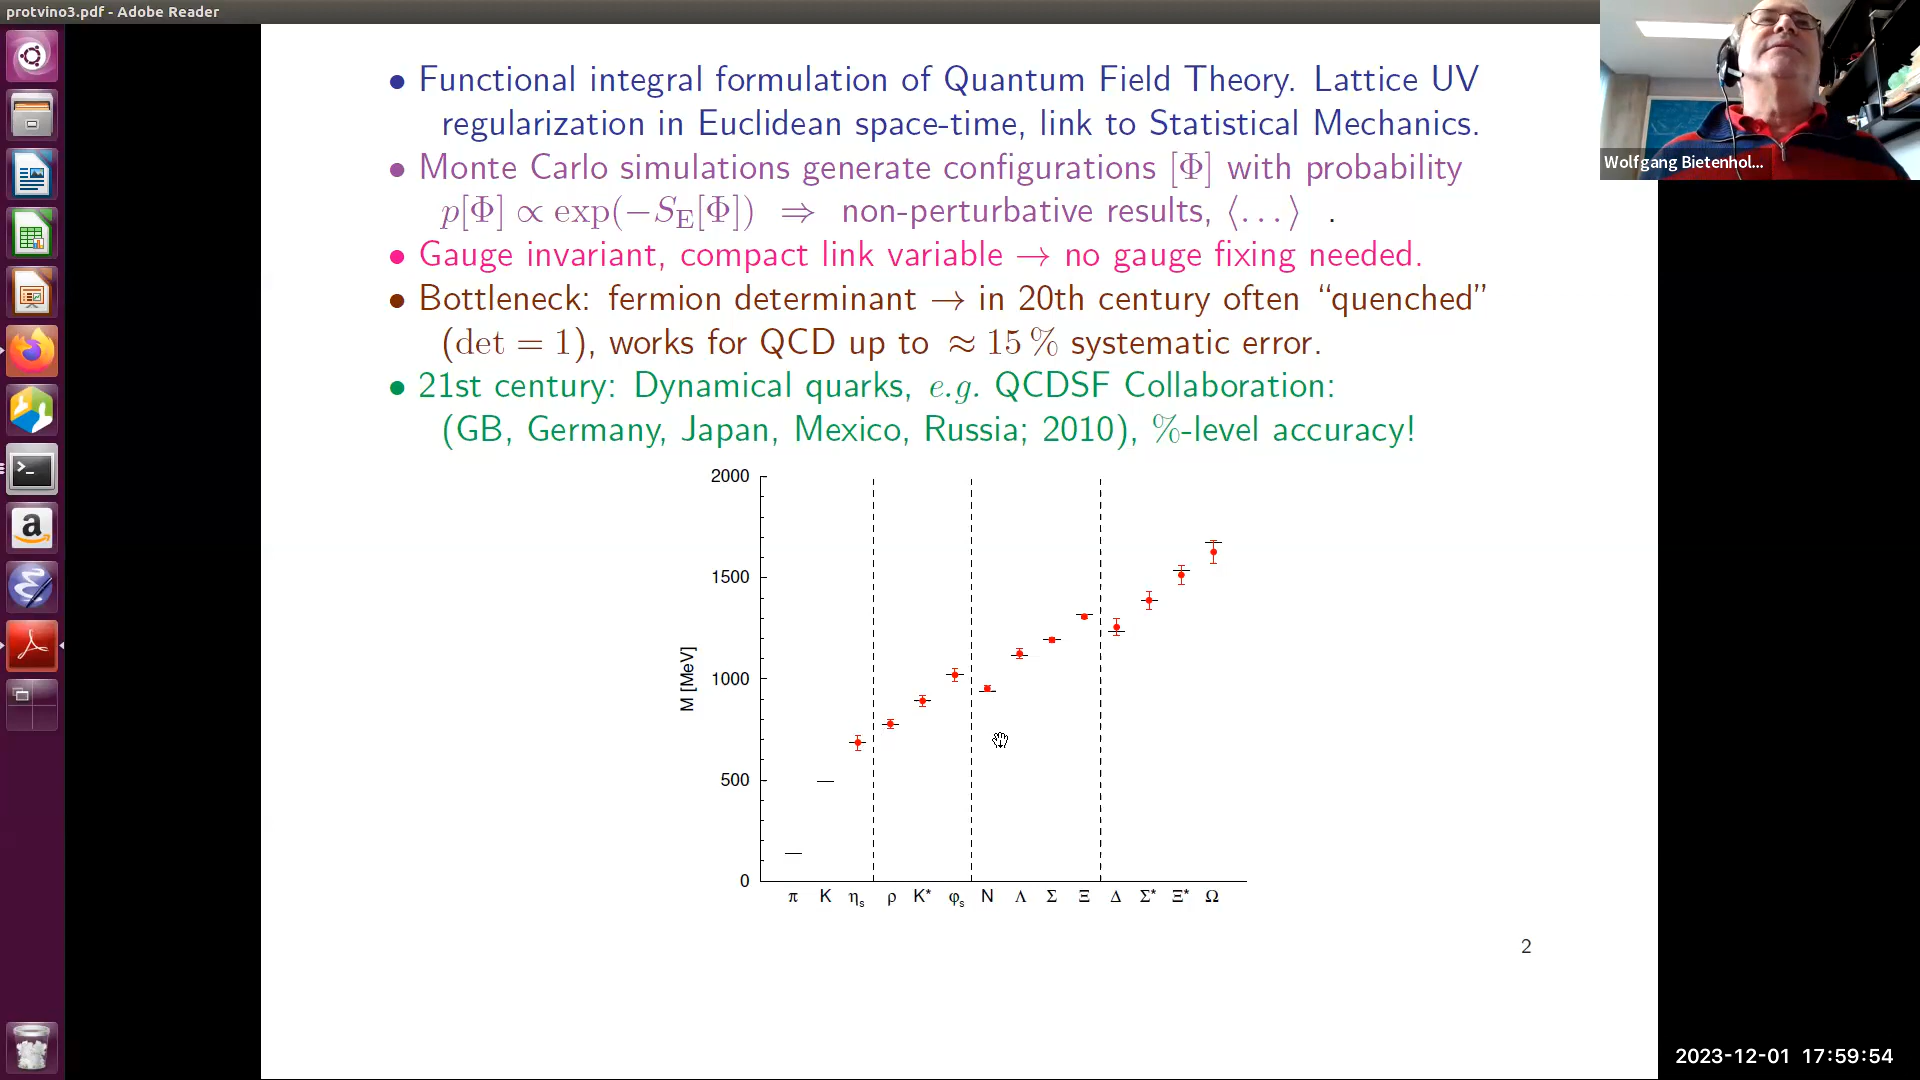 protvino3.pdf - Adobe Reader
• Functional integral formulation of Quantum Field Theory. Lattice UV
regularization in Euclidean space-time, link to Statistical Mechanics.
• Monte Carlo simulations generate configurations [Φ] with probability
p[Φ] ∝ exp(−S_E[Φ]) ⇒ non-perturbative results, ⟨...⟩ .
• Gauge invariant, compact link variable → no gauge fixing needed.
• Bottleneck: fermion determinant → in 20th century often “quenched”
(det = 1), works for QCD up to ≈ 15 % systematic error.
• 21st century: Dynamical quarks, e.g. QCDSF Collaboration:
(GB, Germany, Japan, Mexico, Russia; 2010), %-level accuracy!
2000
1500
1000
500
0
M [MeV]
π K η_s ρ K* φ_s N Λ Σ Ξ Δ Σ* Ξ* Ω
2
Wolfgang Bietenhol...
2023-12-01 17:59:54